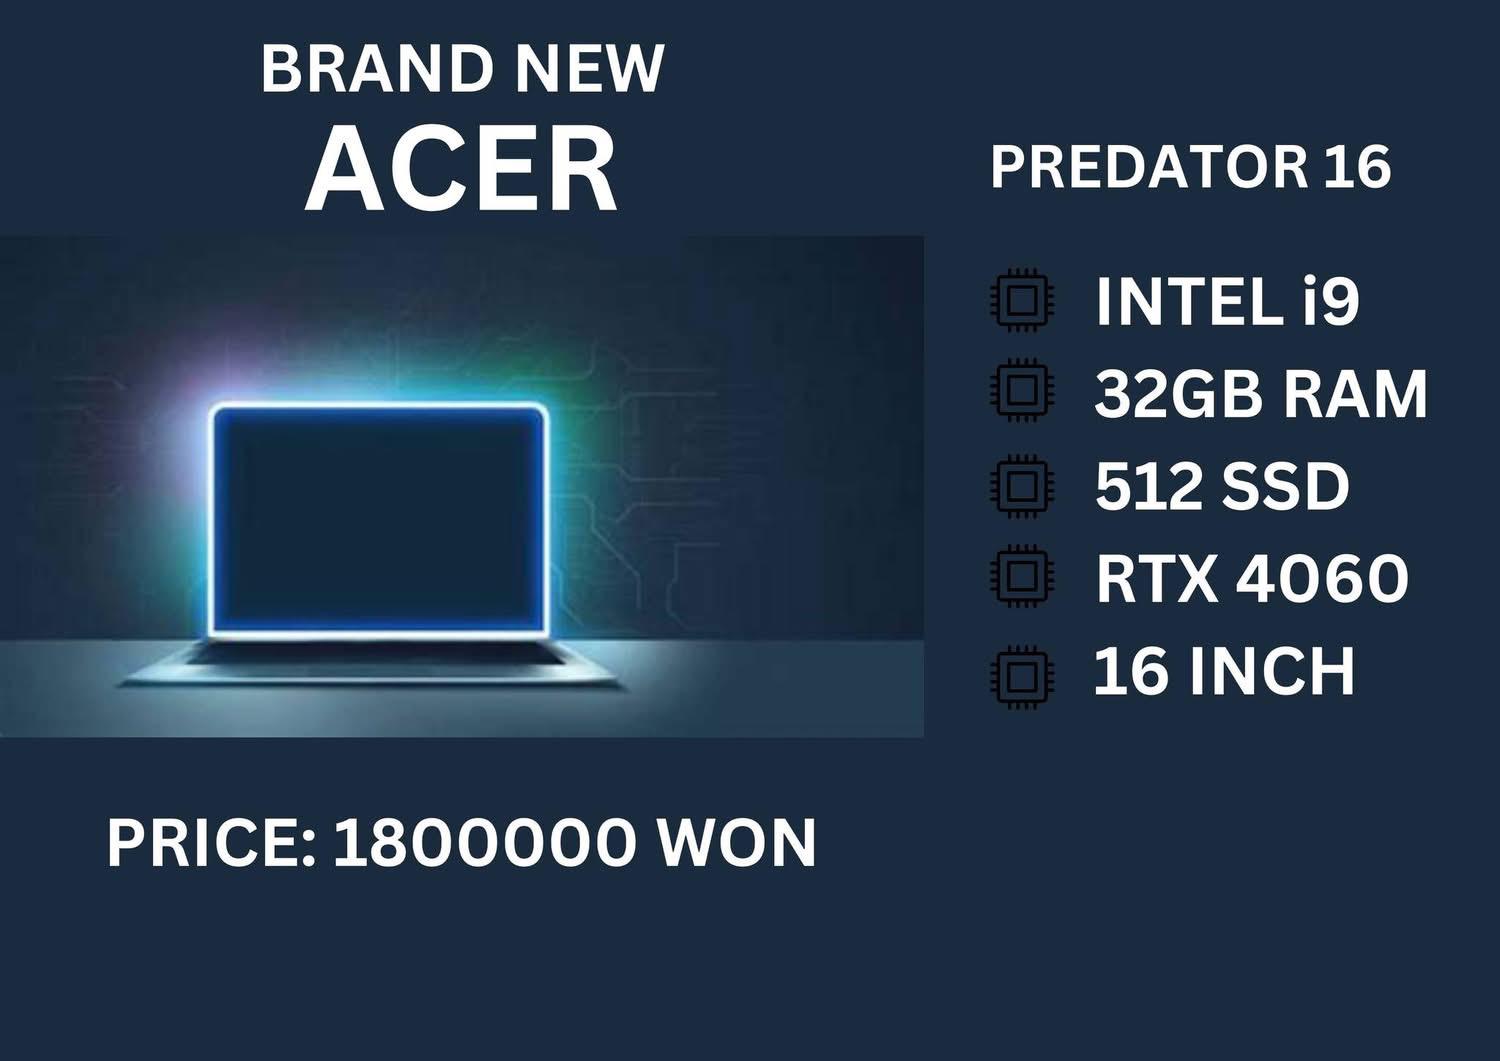 BRAND NEW
ACER
PREDATOR 16
INTEL i9
32GB RAM
512 SSD
RTX 4060
16 INCH
PRICE: 1800000 WON